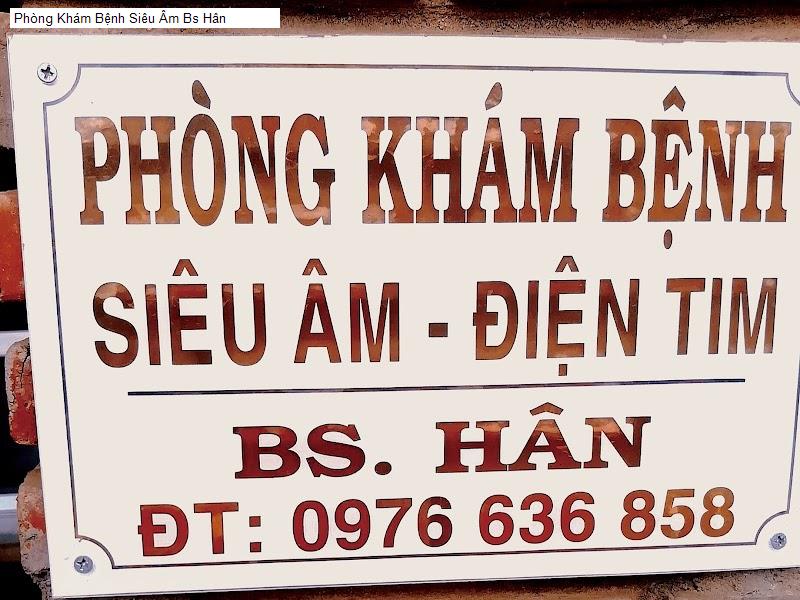 Phòng Khám Bệnh Siêu Âm Bs Hân
PHÒNG KHÁM BỆNH
SIÊU ÂM - ĐIỆN TIM
BS. HÂN
ĐT: 0976 636 858